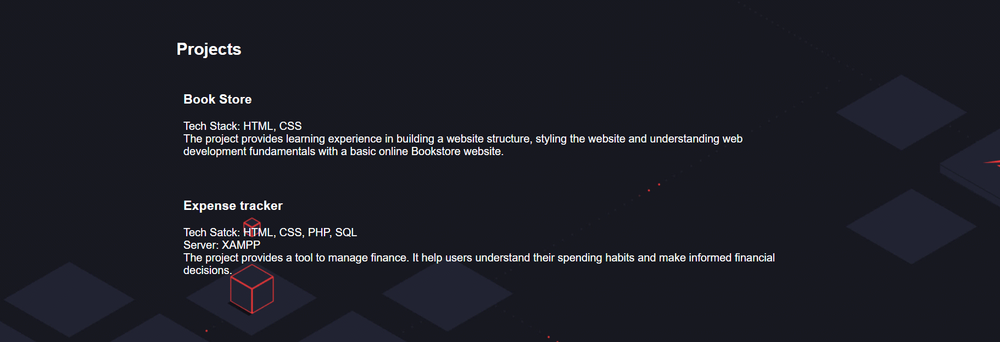 Projects
Book Store
Tech Stack: HTML, CSS
The project provides learning experience in building a website structure, styling the website and understanding web
development fundamentals with a basic online Bookstore website.
Expense tracker
Tech Satck: HTML, CSS, PHP, SQL
Server: XAMPP
The project provides a tool to manage finance. It help users understand their spending habits and make informed financial
decisions.